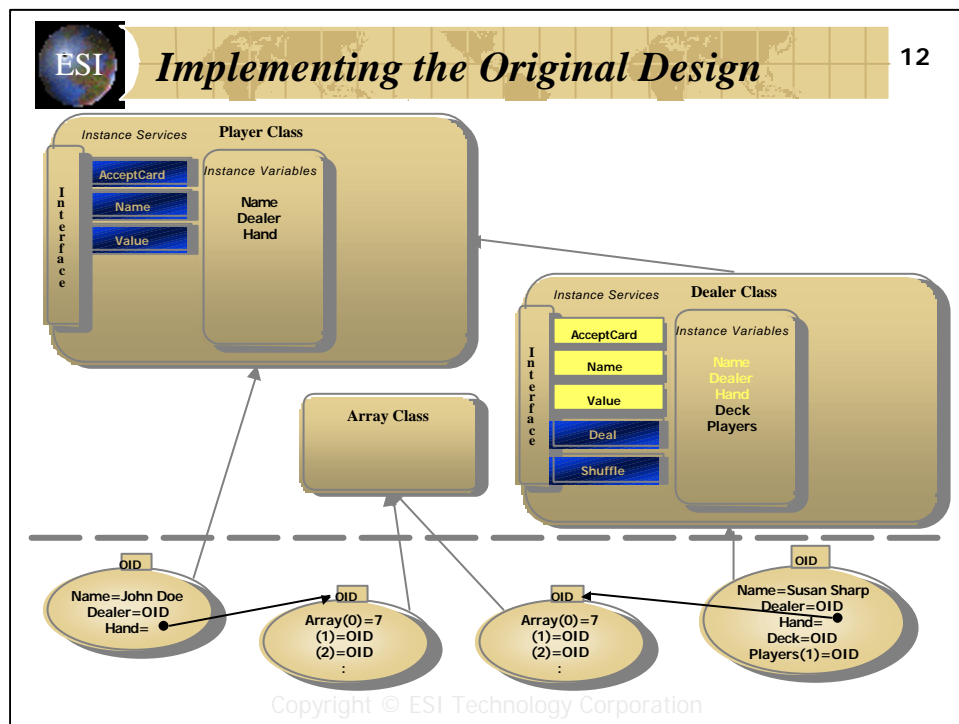 ESI
Implementing the Original Design
12
Instance Services
Player Class
Interface
AcceptCard
Name
Value
Instance Variables
Name
Dealer
Hand
Instance Services
Dealer Class
Interface
AcceptCard
Name
Value
Deal
Shuffle
Instance Variables
Name
Dealer
Hand
Deck
Players
Array Class
OID
Name=John Doe
Dealer=OID
Hand=
OID
Array(0)=7
(1)=OID
(2)=OID
:
OID
Array(0)=7
(1)=OID
(2)=OID
:
OID
Name=Susan Sharp
Dealer=OID
Hand=
Deck=OID
Players(1)=OID
Copyright © ESI Technology Corporation